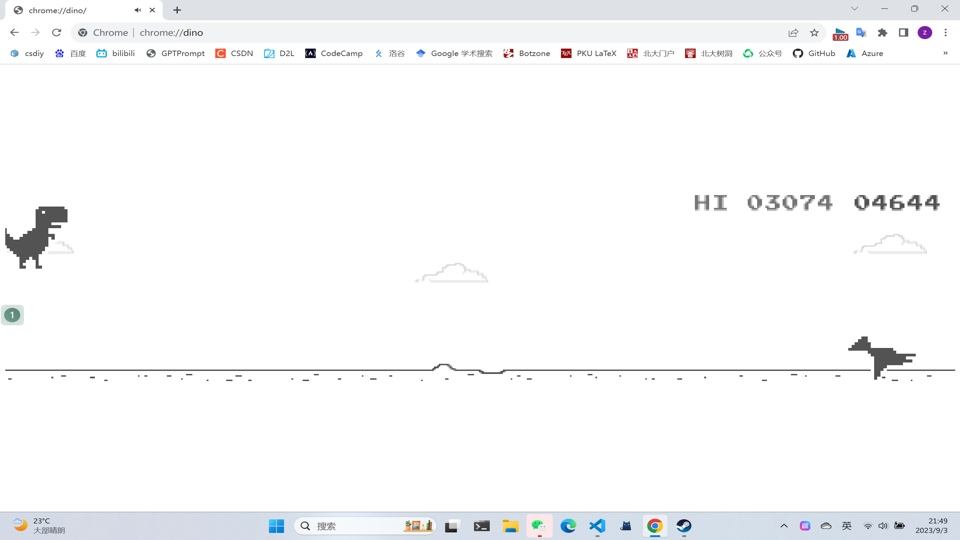 chrome://dino/
Chrome | chrome://dino
1.00
z
csdiy 百度 bilibili GPTPrompt CSDN D2L CodeCamp 洛谷 Google 学术搜索 Botzone PKU LaTeX 北大门户 北大树洞 公众号 GitHub Azure »
HI 03074 04644
1
23°C
大部晴朗
搜索
英
21:49
2023/9/3